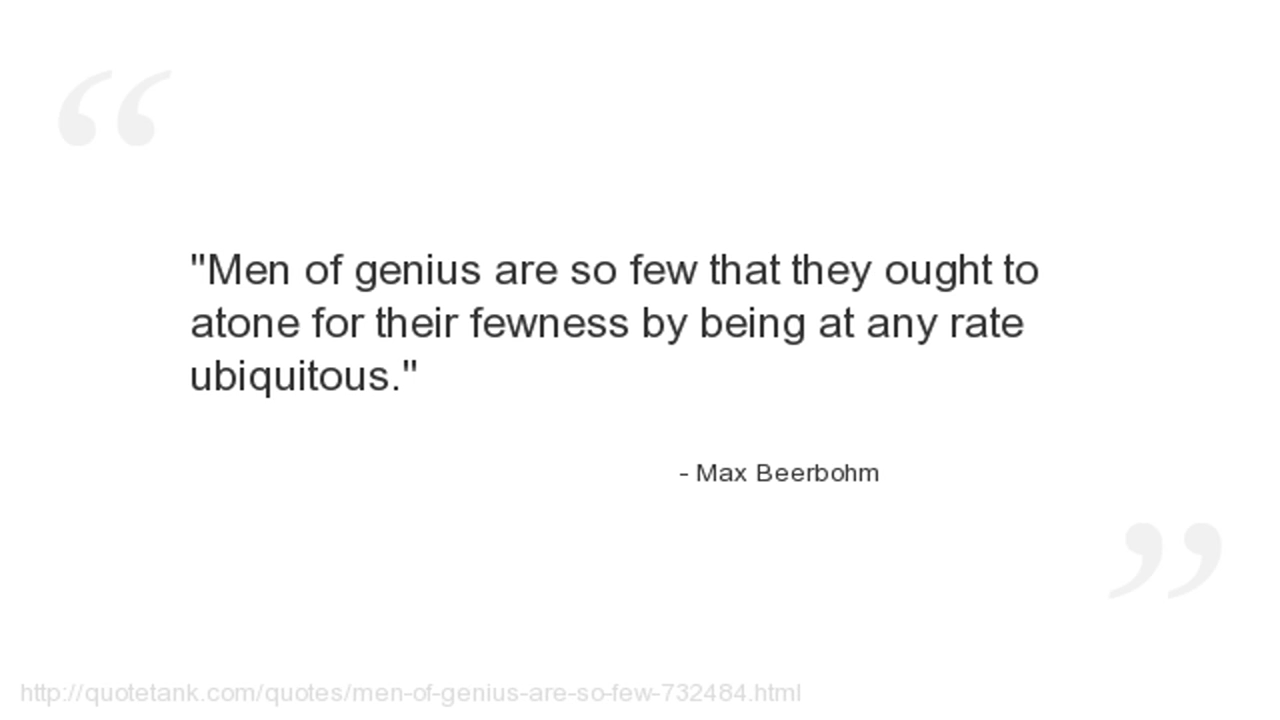 "Men of genius are so few that they ought to
atone for their fewness by being at any rate
ubiquitous."
- Max Beerbohm
http://quotetank.com/quotes/men-of-genius-are-so-few-732484.html